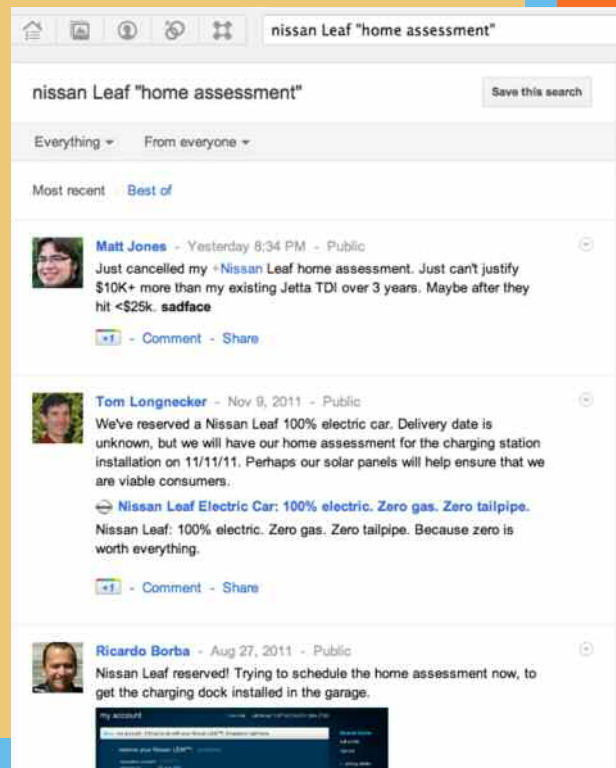 nissan Leaf "home assessment"
nissan Leaf "home assessment"
Save this search
Everything
From everyone
Most recent
Best of
Matt Jones - Yesterday 8:34 PM - Public
Just cancelled my +Nissan Leaf home assessment. Just can't justify
$10K+ more than my existing Jetta TDI over 3 years. Maybe after they
hit <$25k. sadface
+1 - Comment - Share
Tom Longnecker - Nov 9, 2011 - Public
We've reserved a Nissan Leaf 100% electric car. Delivery date is
unknown, but we will have our home assessment for the charging station
installation on 11/11/11. Perhaps our solar panels will help ensure that we
are viable consumers.
Nissan Leaf Electric Car: 100% electric. Zero gas. Zero tailpipe.
Nissan Leaf: 100% electric. Zero gas. Zero tailpipe. Because zero is
worth everything.
+1 - Comment - Share
Ricardo Borba - Aug 27, 2011 - Public
Nissan Leaf reserved! Trying to schedule the home assessment now, to
get the charging dock installed in the garage.
my account